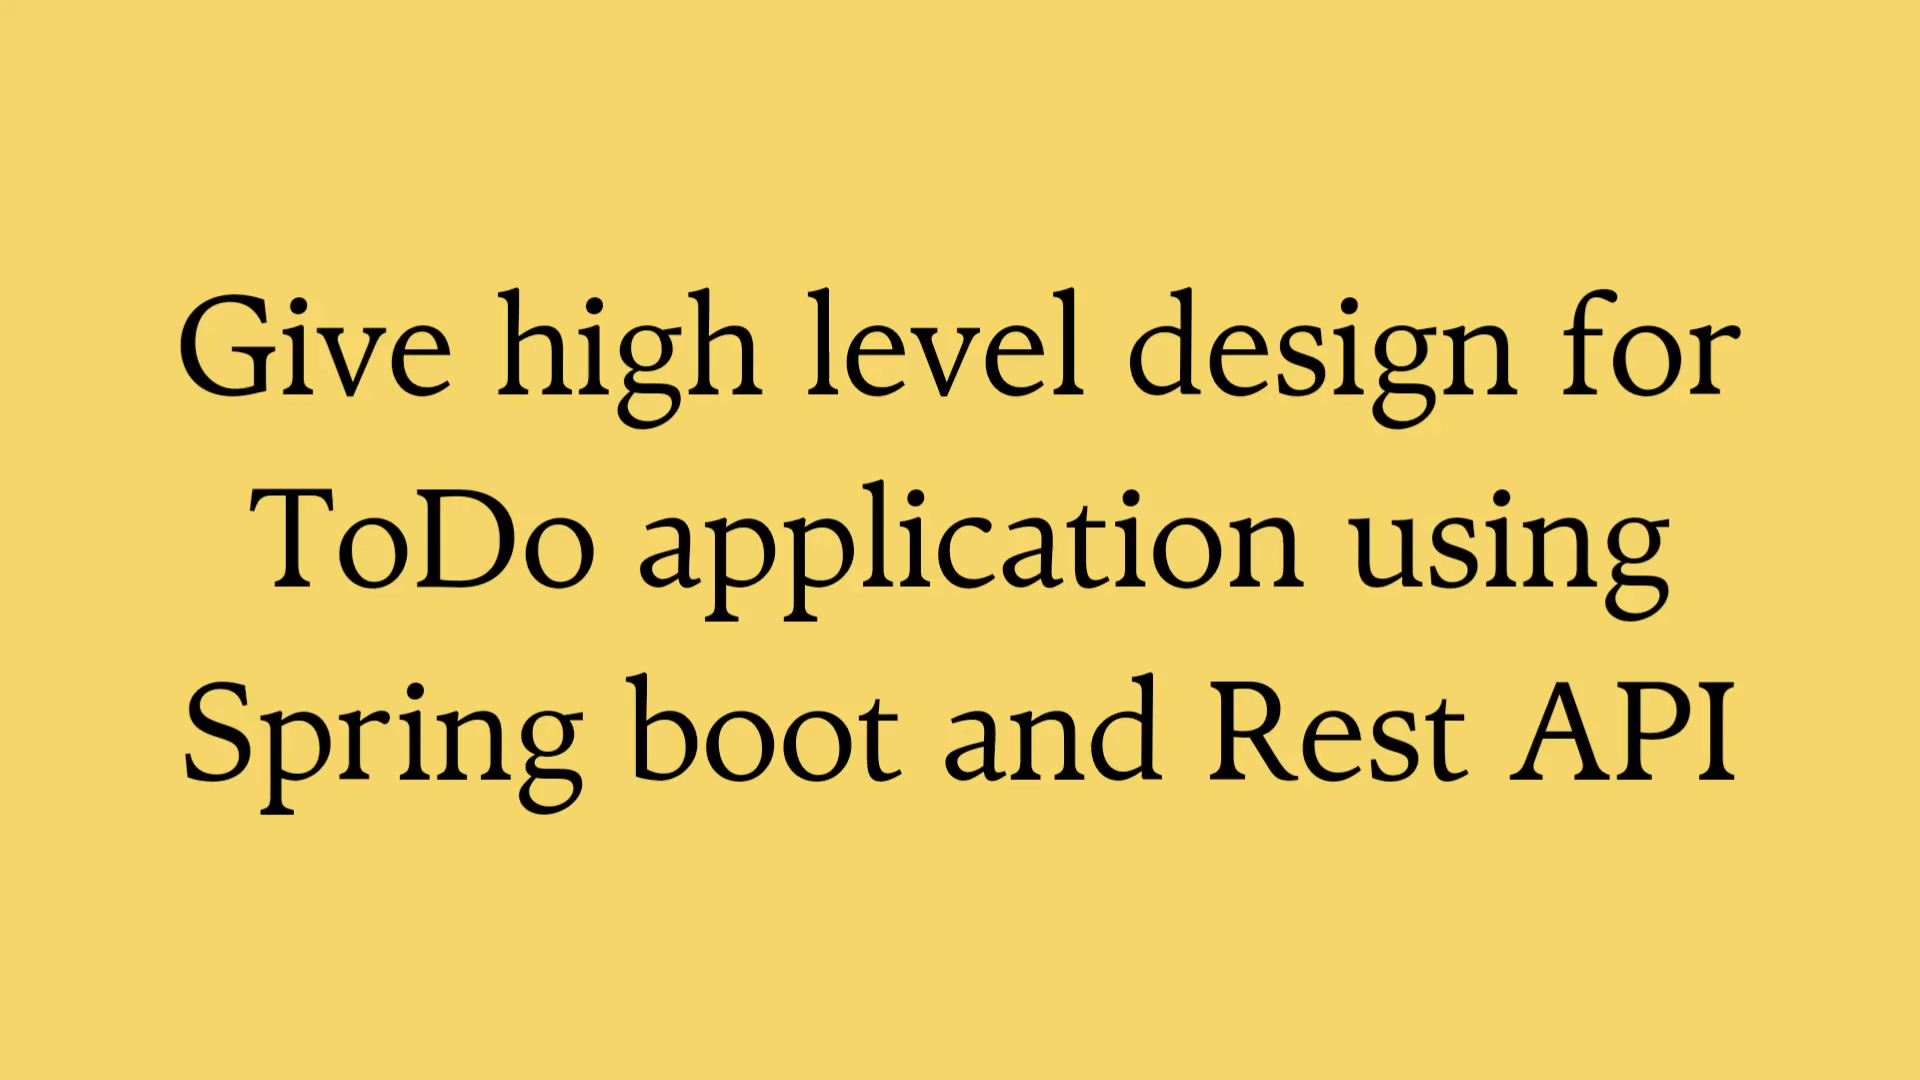 Give high level design for
ToDo application using
Spring boot and Rest API